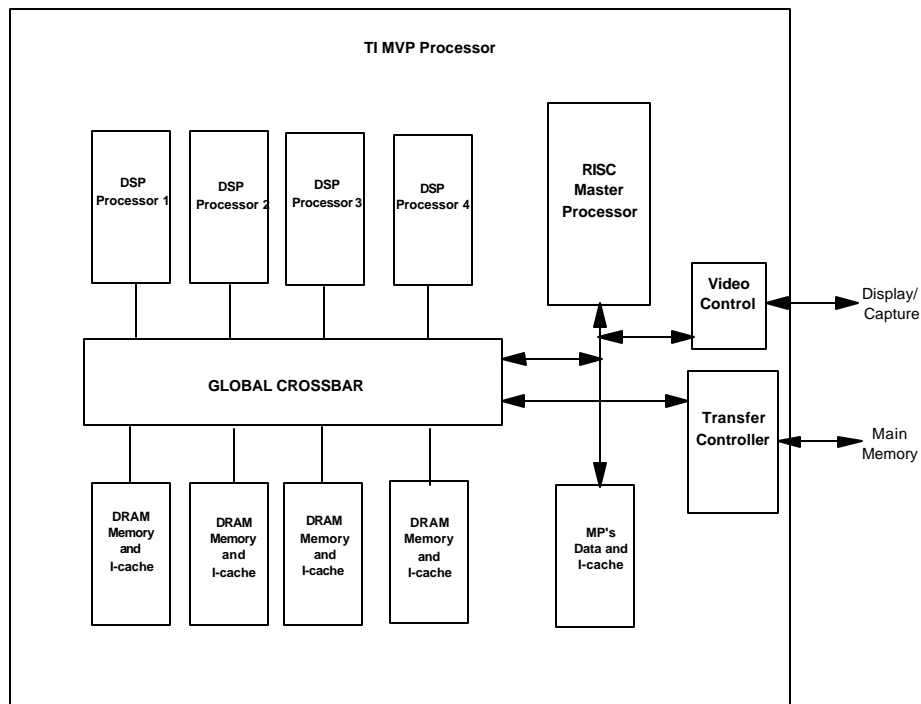 TI MVP Processor
DSP
Processor 1
DSP
Processor 2
DSP
Processor 3
DSP
Processor 4
RISC
Master
Processor
Video
Control
Display/
Capture
GLOBAL CROSSBAR
Transfer
Controller
Main
Memory
DRAM
Memory
and
I-cache
DRAM
Memory
and
I-cache
DRAM
Memory
and
I-cache
DRAM
Memory
and
I-cache
MP's
Data and
I-cache